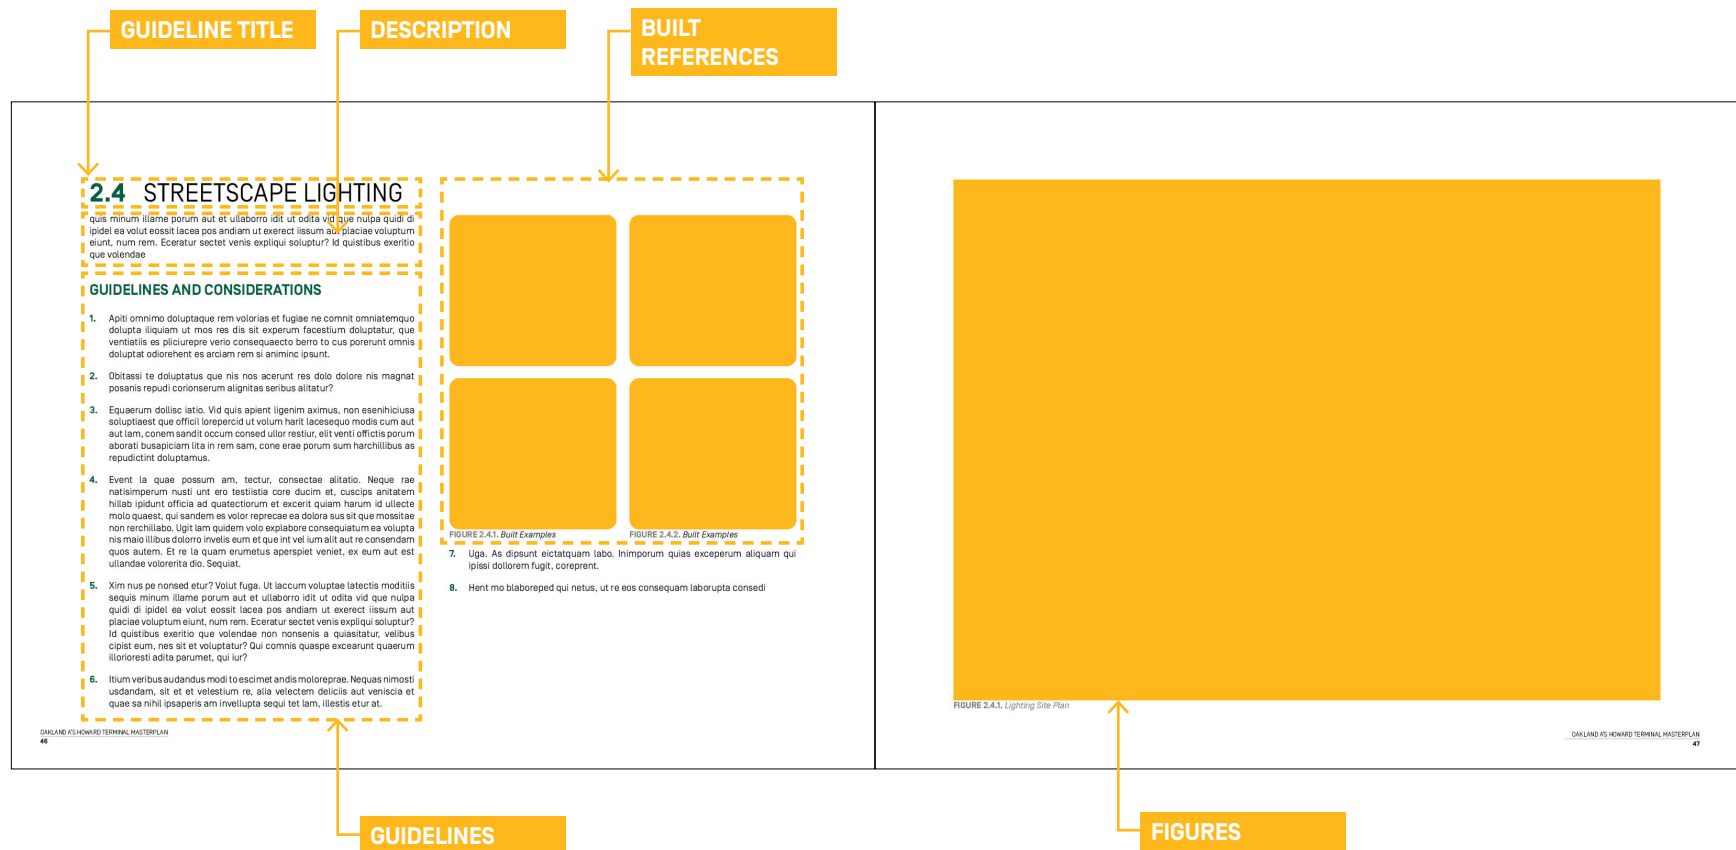 GUIDELINE TITLE
DESCRIPTION
BUILT
REFERENCES
2.4 STREETSCAPE LIGHTING
quis minum illame porum aut et ullaborro idit ut odita vid que nulpa quidi di
ipidel ea volut eossit lacea pos andiam ut exerect iissum aut placiae voluptum
eiunt, num rem. Eceratur sectet venis expliqui soluptur? Id quistibus exeritio
que volendae
GUIDELINES AND CONSIDERATIONS
1. Apiti omnimo doluptaque rem volorias et fugiae ne comnit omniatemquo
dolupta iliquiam ut mos res dis sit experum facestium doluptatur, que
ventiatiis es pliciurepre verio consequaecto berro to cus porerunt omnis
doluptat odiorehent es arciam rem si animinc ipsunt.
2. Obitassi te doluptatus que nis nos acerunt res dolo dolore nis magnat
posanis repudi corionserum alignitas seribus alitatur?
3. Equaerum dollisc iatio. Vid quis apient ligenim aximus, non esenihiciusa
soluptiaest que officil lorepercid ut volum harit lacesequo modis cum aut
aut lam, conem sandit occum consed ullor restiur, elit venti offictis porum
aborati busapiciam lita in rem sam, cone erae porum sum harchillibus as
repudictint doluptamus.
4. Event la quae possum am, tectur, consectae alitatio. Neque rae
natisimperum nusti unt ero testiistia core ducim et, cuscips anitatem
hillab ipidunt officia ad quatectiorum et excerit quiam harum id ullecte
molo quaest, qui sandem es volor reprecae ea dolora sus sit que mossitae
non rerchillabo. Ugit lam quidem volo explabore consequiatum ea volupta
nis maio illibus dolorro invelis eum et que int vel ium alit aut re consendam
quos autem. Et re la quam erumetus aperspiet veniet, ex eum aut est
ullandae volorerita dio. Sequiat.
5. Xim nus pe nonsed etur? Volut fuga. Ut laccum voluptae latectis moditiis
sequis minum illame porum aut et ullaborro idit ut odita vid que nulpa
quidi di ipidel ea volut eossit lacea pos andiam ut exerect iissum aut
placiae voluptum eiunt, num rem. Eceratur sectet venis expliqui soluptur?
Id quistibus exeritio que volendae non nonsenis a quiasitatur, velibus
cipist eum, nes sit et voluptatur? Qui comnis quaspe excearunt quaerum
illorioresti adita parumet, qui iur?
6. Itium veribus audandus modi to escimet andis moloreprae. Nequas nimosti
usdandam, sit et et velestium re, alia velectem deliciis aut veniscia et
quae sa nihil ipsaperis am invellupta sequi tet lam, illestis etur at.
FIGURE 2.4.1. Built Examples
FIGURE 2.4.2. Built Examples
7. Uga. As dipsunt eictatquam labo. Inimporum quias exceperum aliquam qui
ipissi dollorem fugit, coreprent.
8. Hent mo blaboreped qui netus, ut re eos consequam laborupta consedi
OAKLAND A'S HOWARD TERMINAL MASTERPLAN
46
FIGURE 2.4.1. Lighting Site Plan
OAKLAND A'S HOWARD TERMINAL MASTERPLAN
47
GUIDELINES
FIGURES